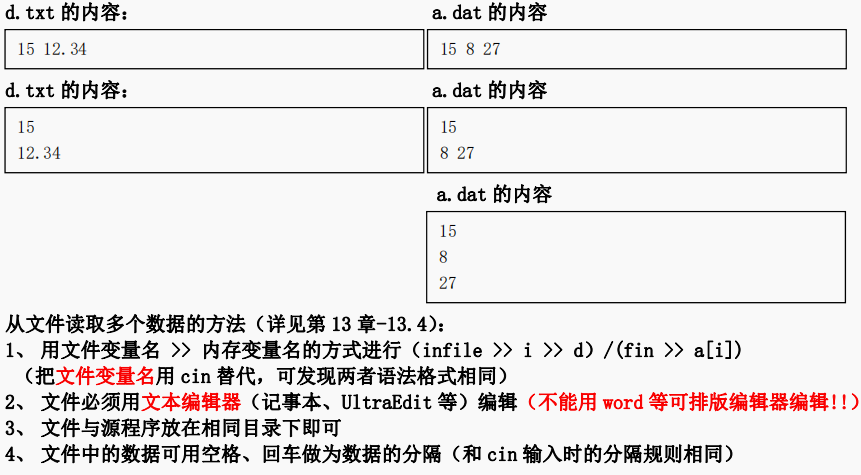 d.txt 的内容: a.dat 的内容
15 12.34 15 8 27
d.txt 的内容: a.dat 的内容
15 15
12.34 8 27
a.dat 的内容
15
8
27
从文件读取多个数据的方法（详见第 13 章-13.4）：
1、 用文件变量名 >> 内存变量名的方式进行（infile >> i >> d）/(fin >> a[i])
（把文件变量名用 cin 替代，可发现两者语法格式相同）
2、 文件必须用文本编辑器（记事本、UltraEdit 等）编辑（不能用 word 等可排版编辑器编辑!!）
3、 文件与源程序放在相同目录下即可
4、 文件中的数据可用空格、回车做为数据的分隔（和 cin 输入时的分隔规则相同）